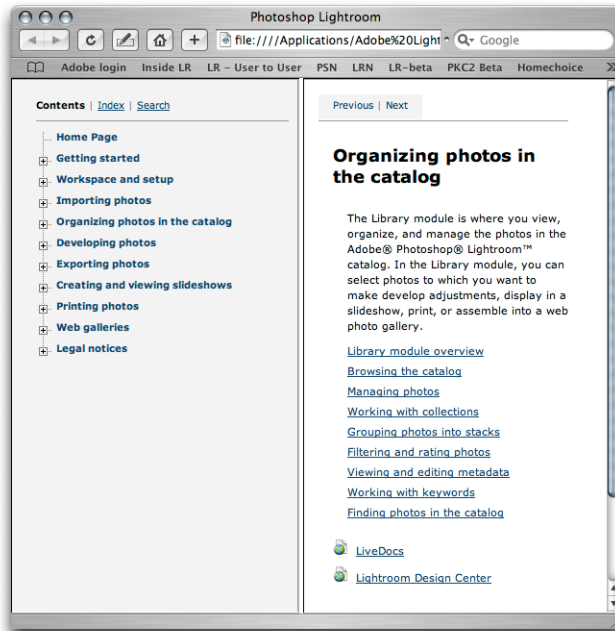 Photoshop Lightroom
file:////Applications/Adobe%20Light
Google
Adobe login Inside LR LR – User to User PSN LRN LR-beta PKC2 Beta Homechoice
Contents | Index | Search
Home Page
Getting started
Workspace and setup
Importing photos
Organizing photos in the catalog
Developing photos
Exporting photos
Creating and viewing slideshows
Printing photos
Web galleries
Legal notices
Previous | Next
Organizing photos in
the catalog
The Library module is where you view,
organize, and manage the photos in the
Adobe® Photoshop® Lightroom™
catalog. In the Library module, you can
select photos to which you want to
make develop adjustments, display in a
slideshow, print, or assemble into a web
photo gallery.
Library module overview
Browsing the catalog
Managing photos
Working with collections
Grouping photos into stacks
Filtering and rating photos
Viewing and editing metadata
Working with keywords
Finding photos in the catalog
LiveDocs
Lightroom Design Center